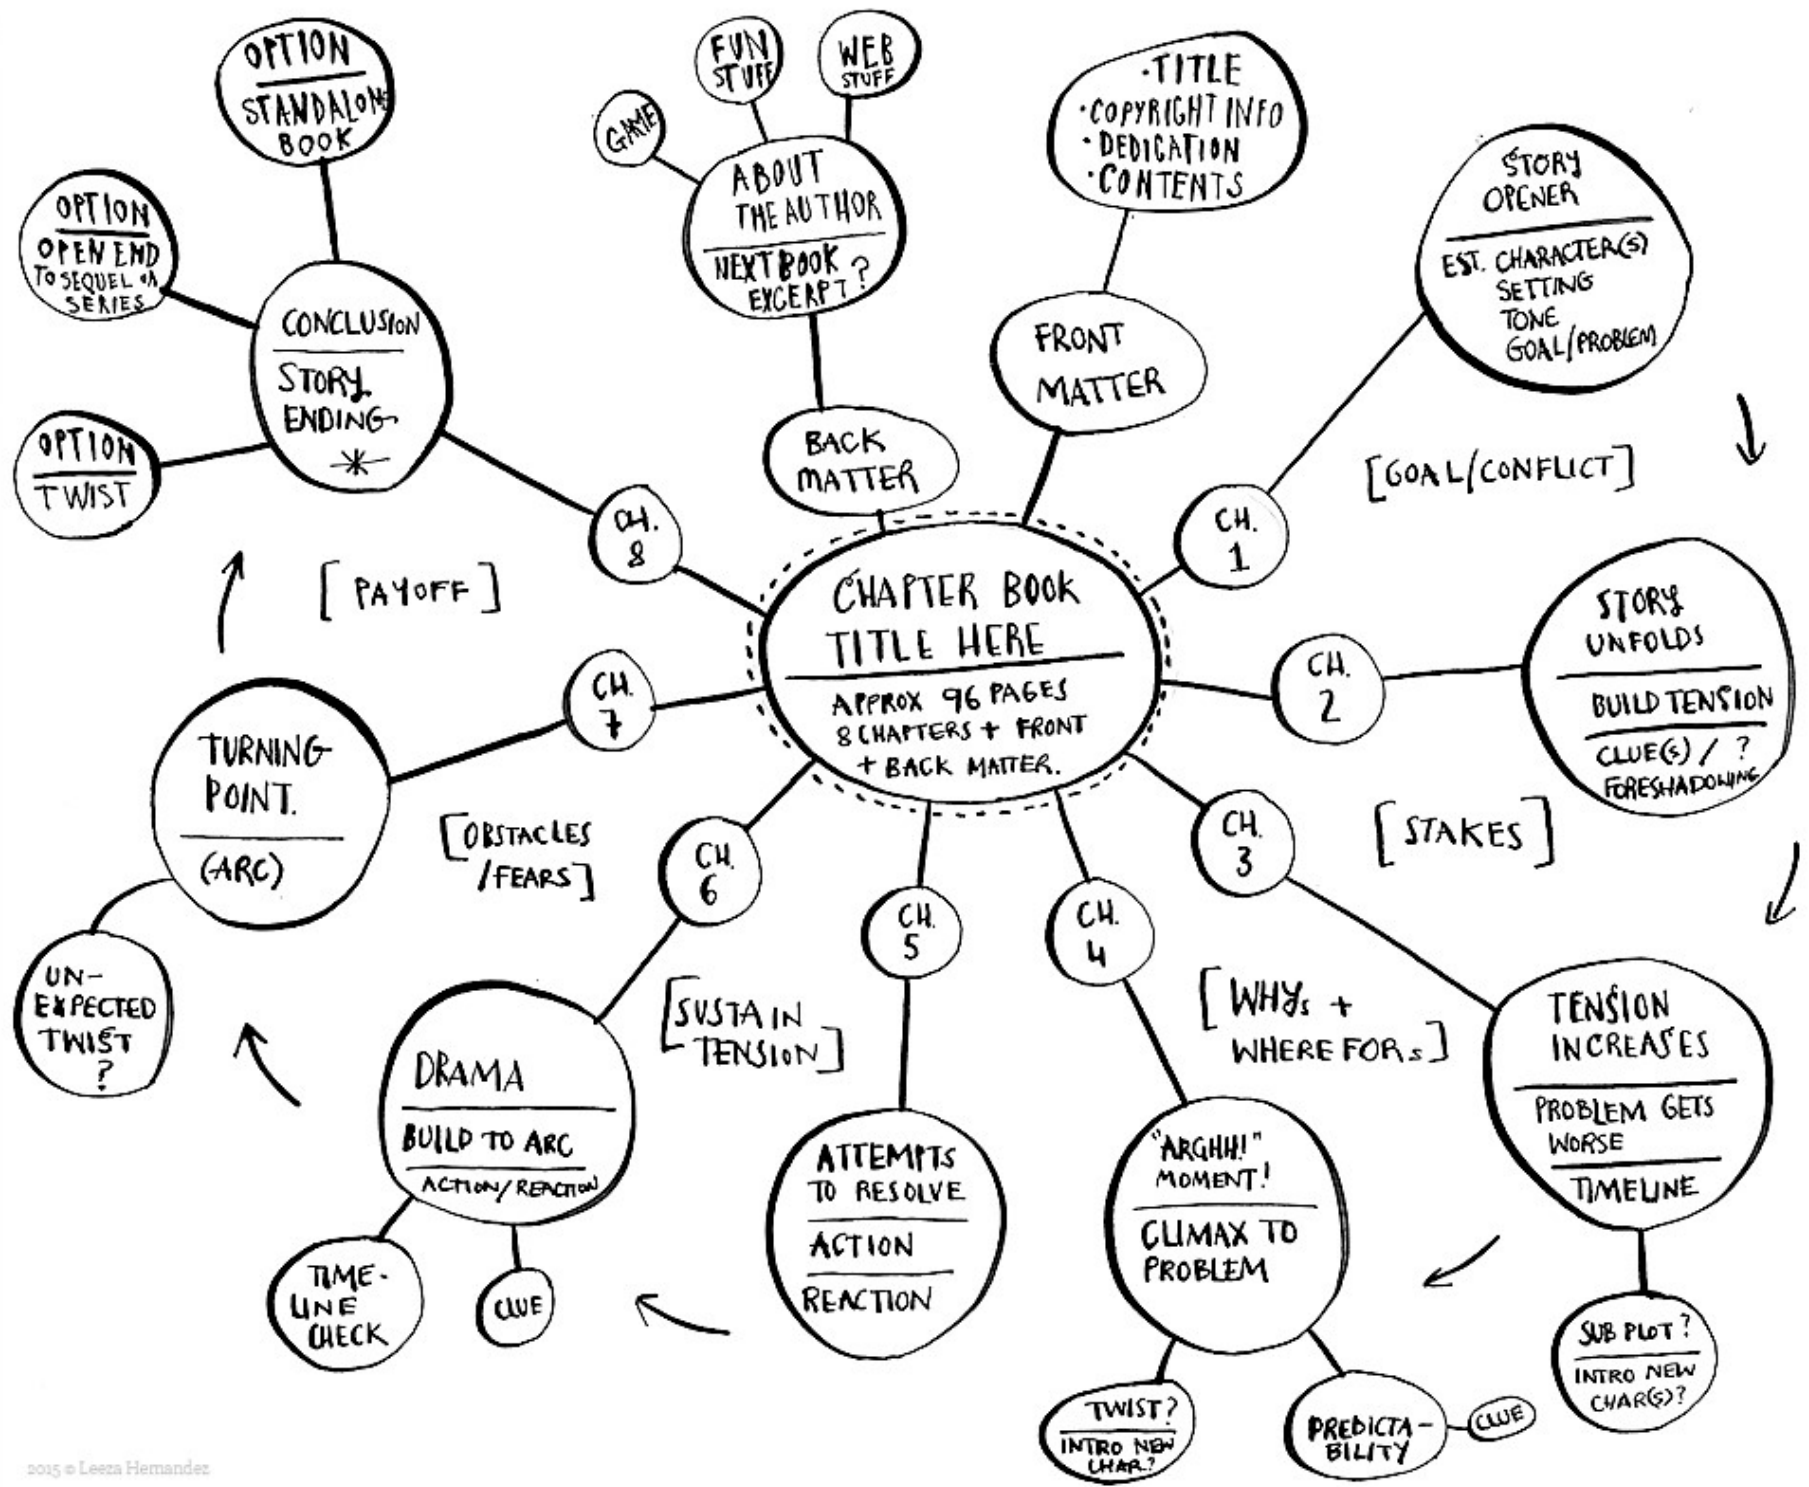 CHAPTER BOOK
TITLE HERE
APPROX 96 PAGES
8 CHAPTERS + FRONT
+ BACK MATTER.
FRONT
MATTER
·TITLE
·COPYRIGHT INFO
·DEDICATION
·CONTENTS
CH.
1
STORY
OPENER
EST. CHARACTER(S)
SETTING
TONE
GOAL/PROBLEM
[GOAL/CONFLICT]
CH.
2
STORY
UNFOLDS
BUILD TENSION
CLUE(S) / ?
FORESHADOWING
[STAKES]
CH.
3
TENSION
INCREASES
PROBLEM GETS
WORSE
TIMELINE
SUB PLOT?
INTRO NEW
CHAR(S)?
[WHYs +
WHEREFORs]
CH.
4
"ARGHH!"
MOMENT!
CLIMAX TO
PROBLEM
TWIST?
INTRO NEW
CHAR.?
PREDICTA-
BILITY
CLUE
CH.
5
ATTEMPTS
TO RESOLVE
ACTION
REACTION
[SUSTAIN
TENSION]
CH.
6
DRAMA
BUILD TO ARC
ACTION/REACTION
TIME-
LINE
CHECK
CLUE
[OBSTACLES
/FEARS]
CH.
7
TURNING
POINT.
(ARC)
UN-
EXPECTED
TWIST
?
[PAYOFF]
CH.
8
CONCLUSION
STORY
ENDING
*
OPTION
TWIST
OPTION
OPEN END
TO SEQUEL OR
SERIES
OPTION
STANDALONE
BOOK
BACK
MATTER
ABOUT
THE AUTHOR
NEXT BOOK
EXCERPT?
GAME
FUN
STUFF
WEB
STUFF
2015 © Leeza Hernandez